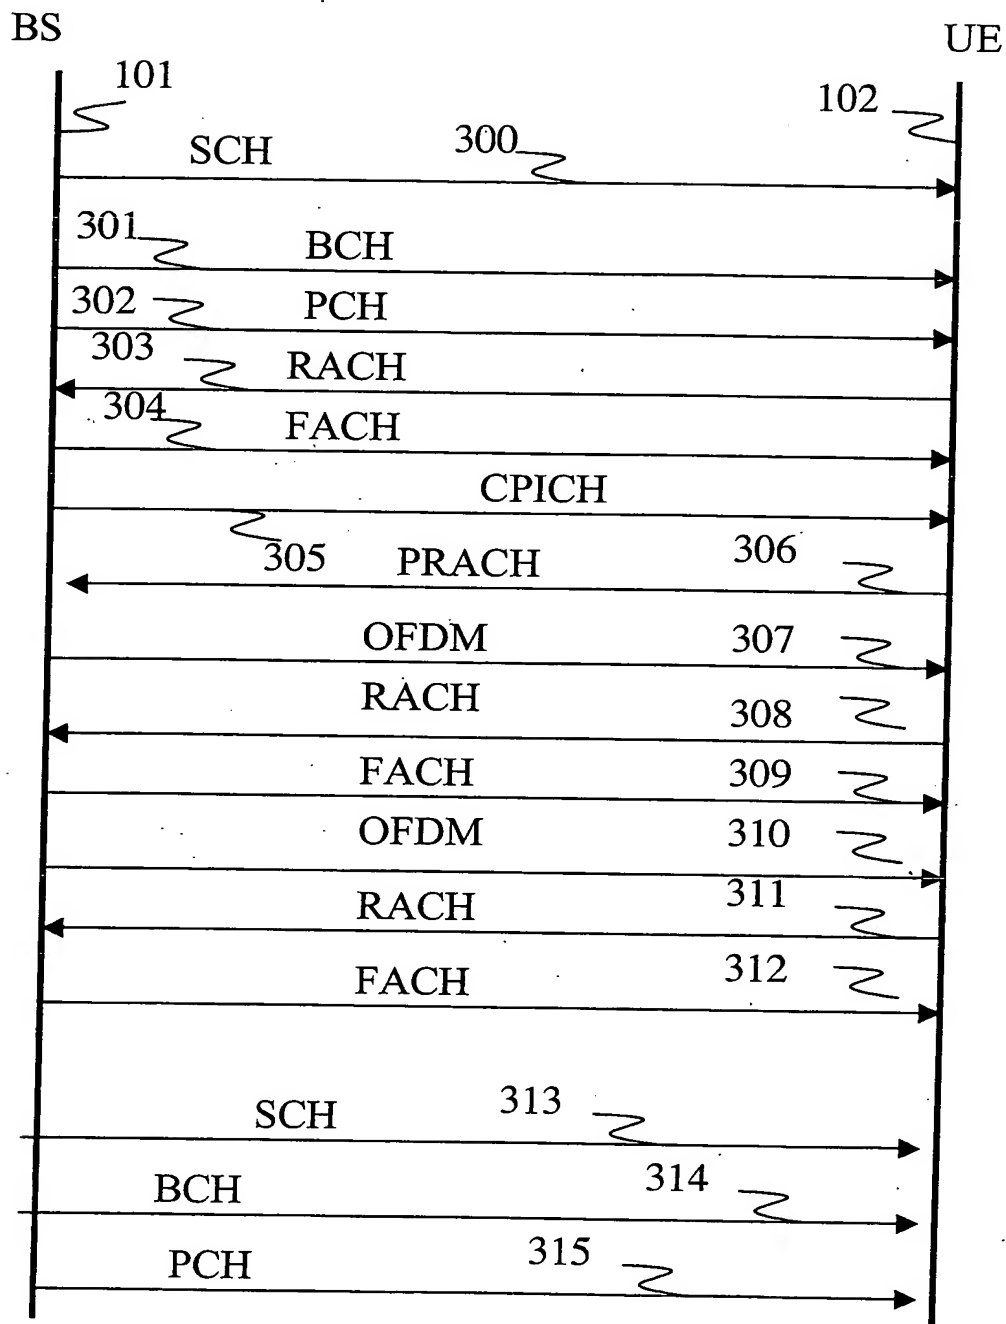 BS UE
101 102
SCH 300
301 BCH
302 PCH
303 RACH
304 FACH
CPICH
305 PRACH 306
OFDM 307
RACH 308
FACH 309
OFDM 310
RACH 311
FACH 312
SCH 313
BCH 314
PCH 315